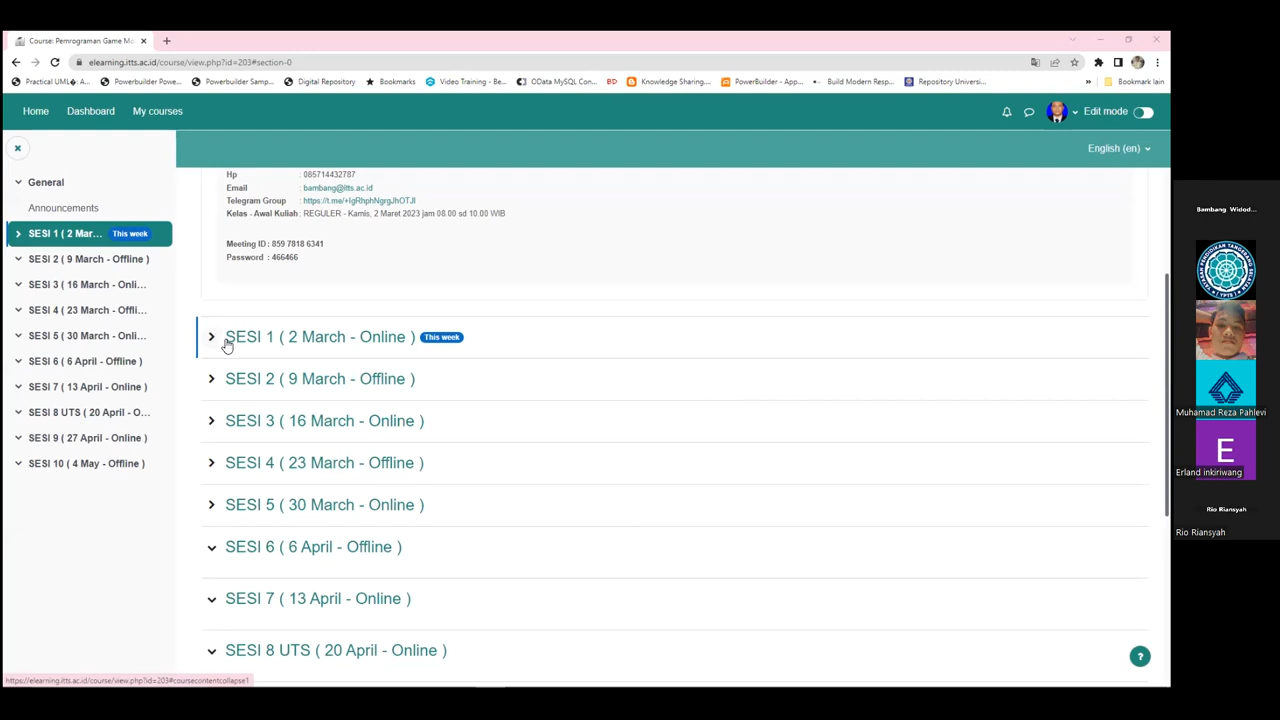 Course: Pemrograman Game Mo
elearning.itts.ac.id/course/view.php?id=203#section-0
Powerbuilder Powe...
Powerbuilder Samp...
Digital Repository
Bookmarks
Video Training - Be...
OData MySQL Con...
BD
Knowledge Sharing....
PowerBuilder - App...
Build Modern Resp...
Repository Universi...
»
Bookmark lain
Home
Dashboard
My courses
Edit mode
English (en)
General
Announcements
SESI 1 ( 2 Mar...
This week
SESI 2 ( 9 March - Offline )
SESI 3 ( 16 March - Onli...
SESI 4 ( 23 March - Offli...
SESI 5 ( 30 March - Onli...
SESI 6 ( 6 April - Offline )
SESI 7 ( 13 April - Online )
SESI 8 UTS ( 20 April - O...
SESI 9 ( 27 April - Online )
SESI 10 ( 4 May - Offline )
Hp : 085714432787
Email : bambang@itts.ac.id
Telegram Group : https://t.me/+IgRhphNgrgJhOTJl
Kelas - Awal Kuliah : REGULER - Kamis, 2 Maret 2023 jam 08.00 sd 10.00 WIB
Meeting ID : 859 7818 6341
Password : 466466
SESI 1 ( 2 March - Online )
This week
SESI 2 ( 9 March - Offline )
SESI 3 ( 16 March - Online )
SESI 4 ( 23 March - Offline )
SESI 5 ( 30 March - Online )
SESI 6 ( 6 April - Offline )
SESI 7 ( 13 April - Online )
SESI 8 UTS ( 20 April - Online )
?
https://elearning.itts.ac.id/course/view.php?id=203#coursecontentcollapse1
Bambang Widod...
Muhamad Reza Pahlevi
E
Erland inkiriwang
Rio Riansyah
Rio Riansyah